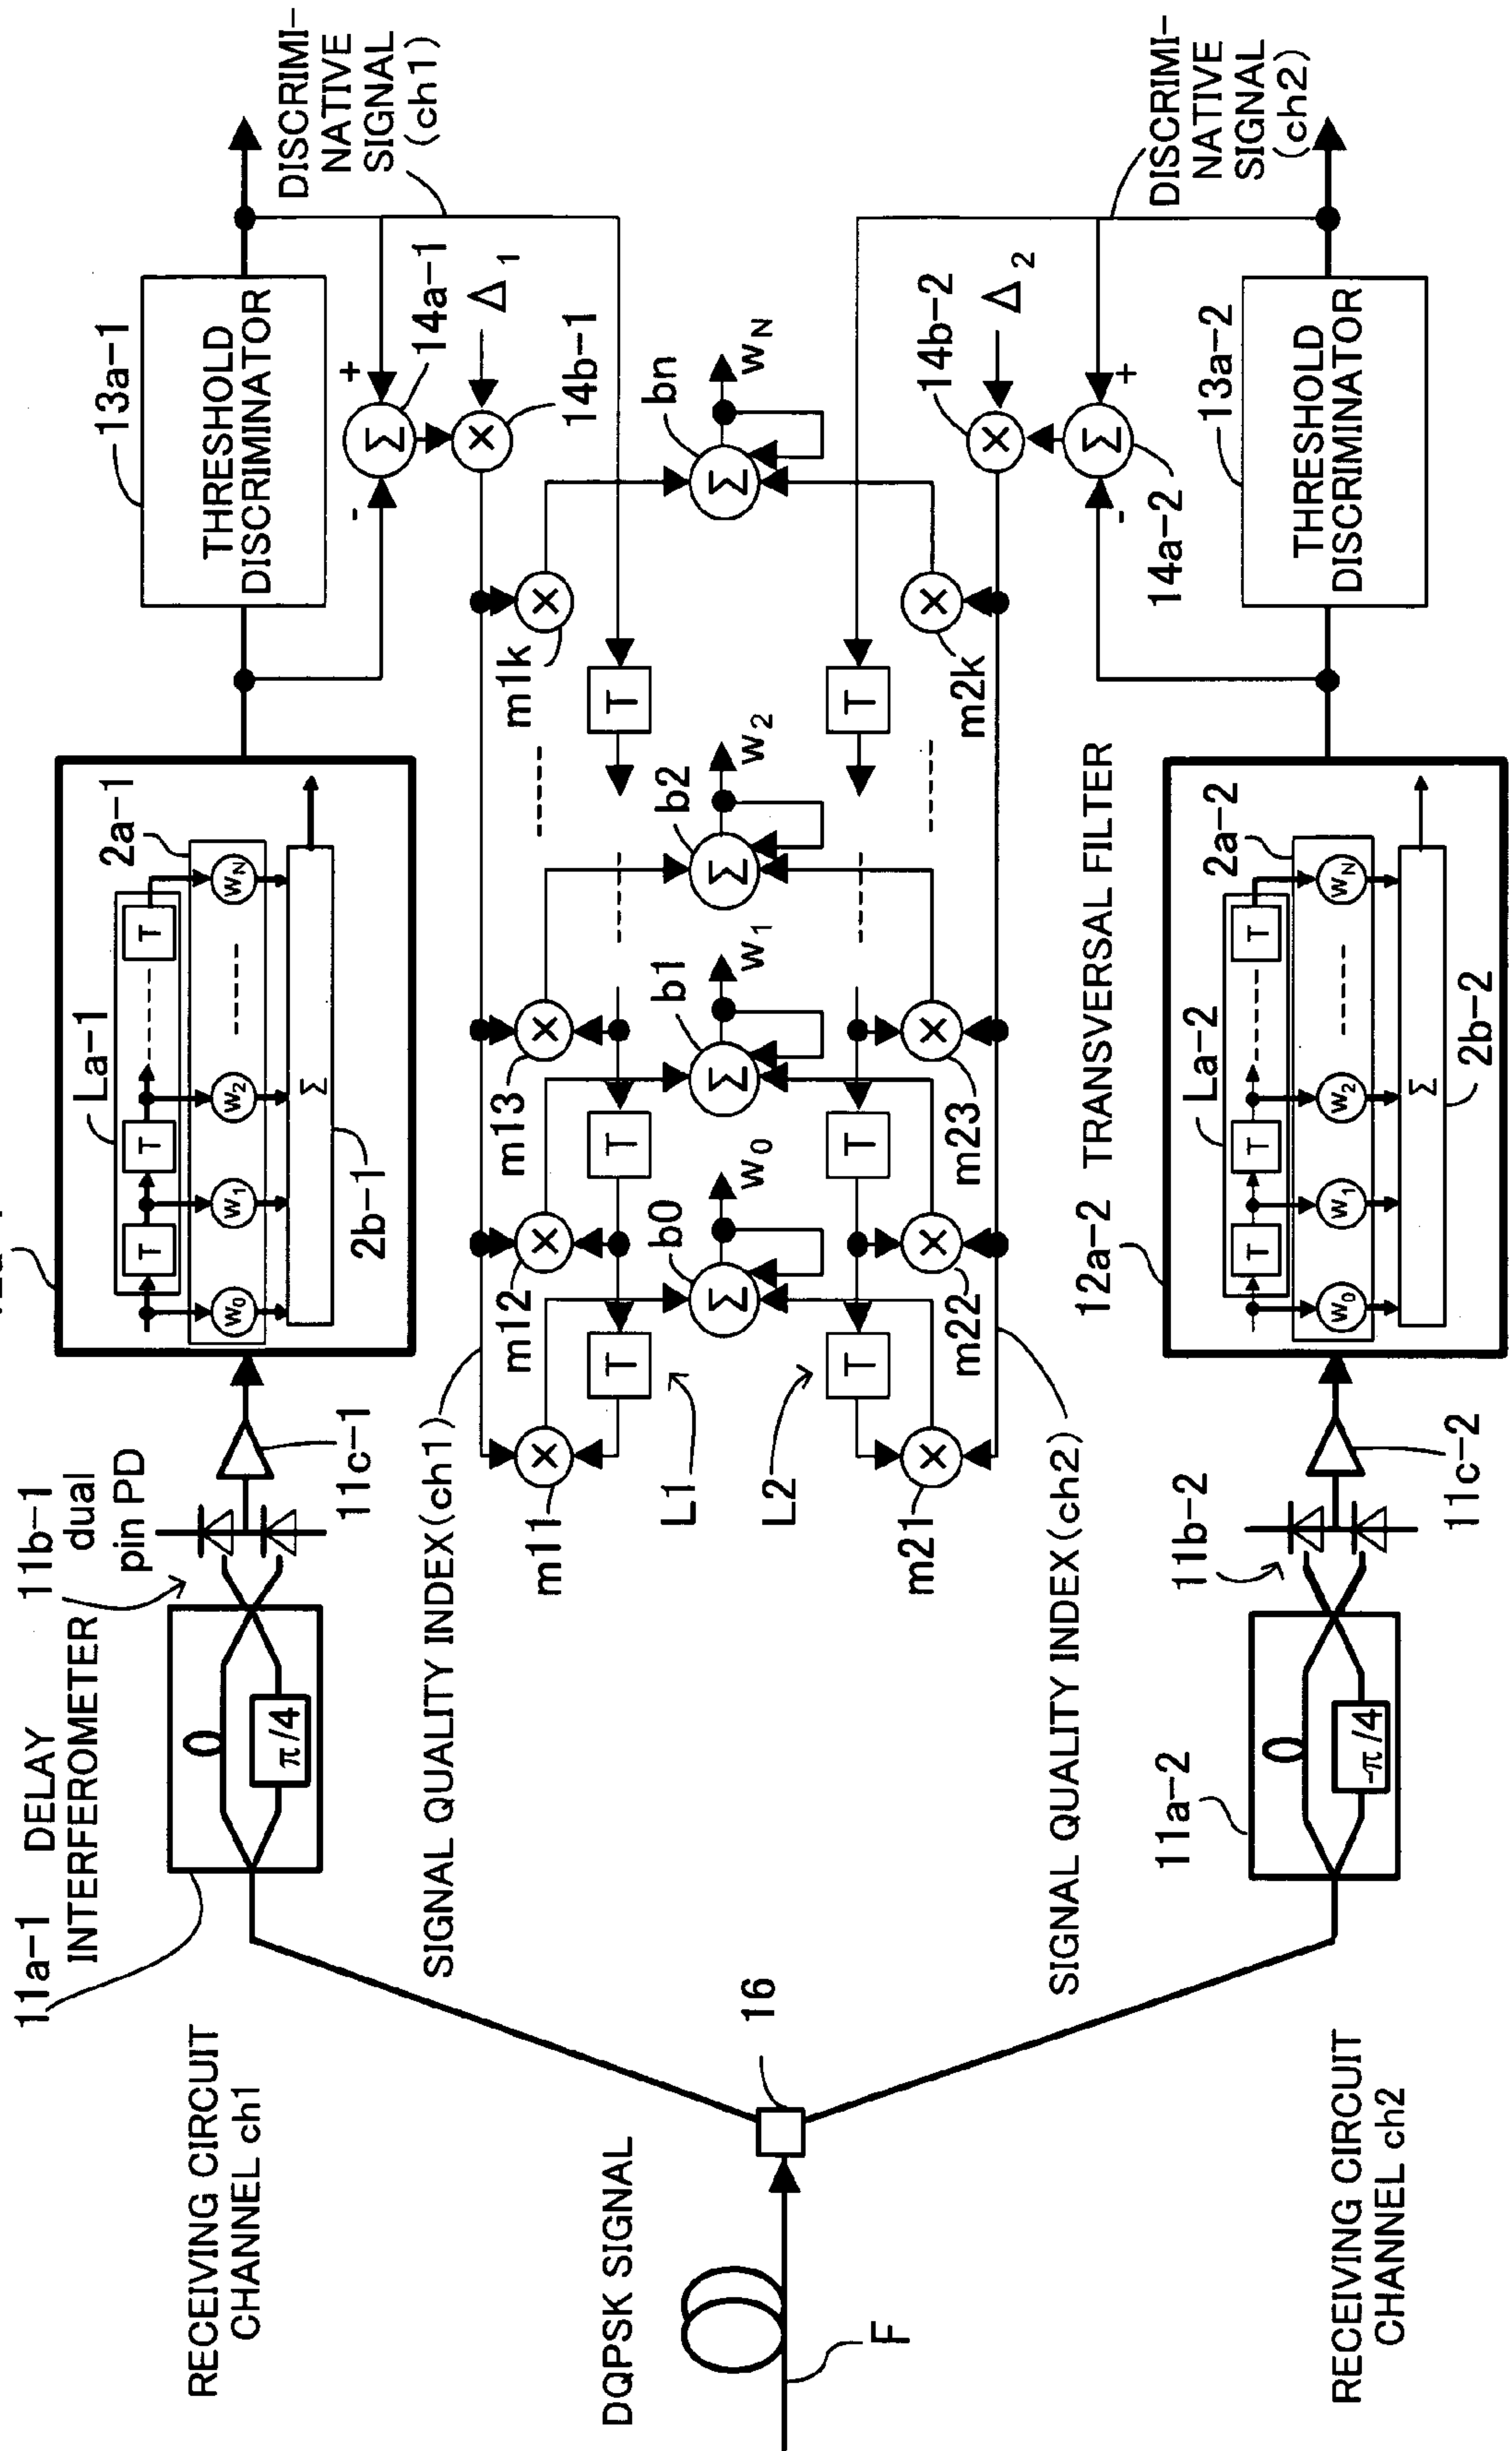 RECEIVING CIRCUIT
CHANNEL ch1
11a-1 DELAY
INTERFEROMETER
π/4
11b-1
dual
pin PD
11c-1
La-1
T
T
T
2a-1
w0
w1
w2
wN
Σ
2b-1
13a-1
THRESHOLD
DISCRIMINATOR
DISCRIMI-
NATIVE
SIGNAL
(ch1)
+
-
Σ
14a-1
Δ1
×
14b-1
SIGNAL QUALITY INDEX(ch1)
m11
×
m12
×
m13
×
m1k
×
T
T
T
L1
b0
Σ
w0
b1
Σ
w1
b2
Σ
w2
bn
Σ
wN
DQPSK SIGNAL
F
16
L2
T
T
T
m21
×
m22
×
m23
×
m2k
×
SIGNAL QUALITY INDEX(ch2)
14b-2
×
Δ2
Σ
14a-2
+
-
DISCRIMI-
NATIVE
SIGNAL
(ch2)
RECEIVING CIRCUIT
CHANNEL ch2
11a-2
-π/4
11b-2
11c-2
12a-2 TRANSVERSAL FILTER
La-2
T
T
T
2a-2
w0
w1
w2
wN
Σ
2b-2
13a-2
THRESHOLD
DISCRIMINATOR